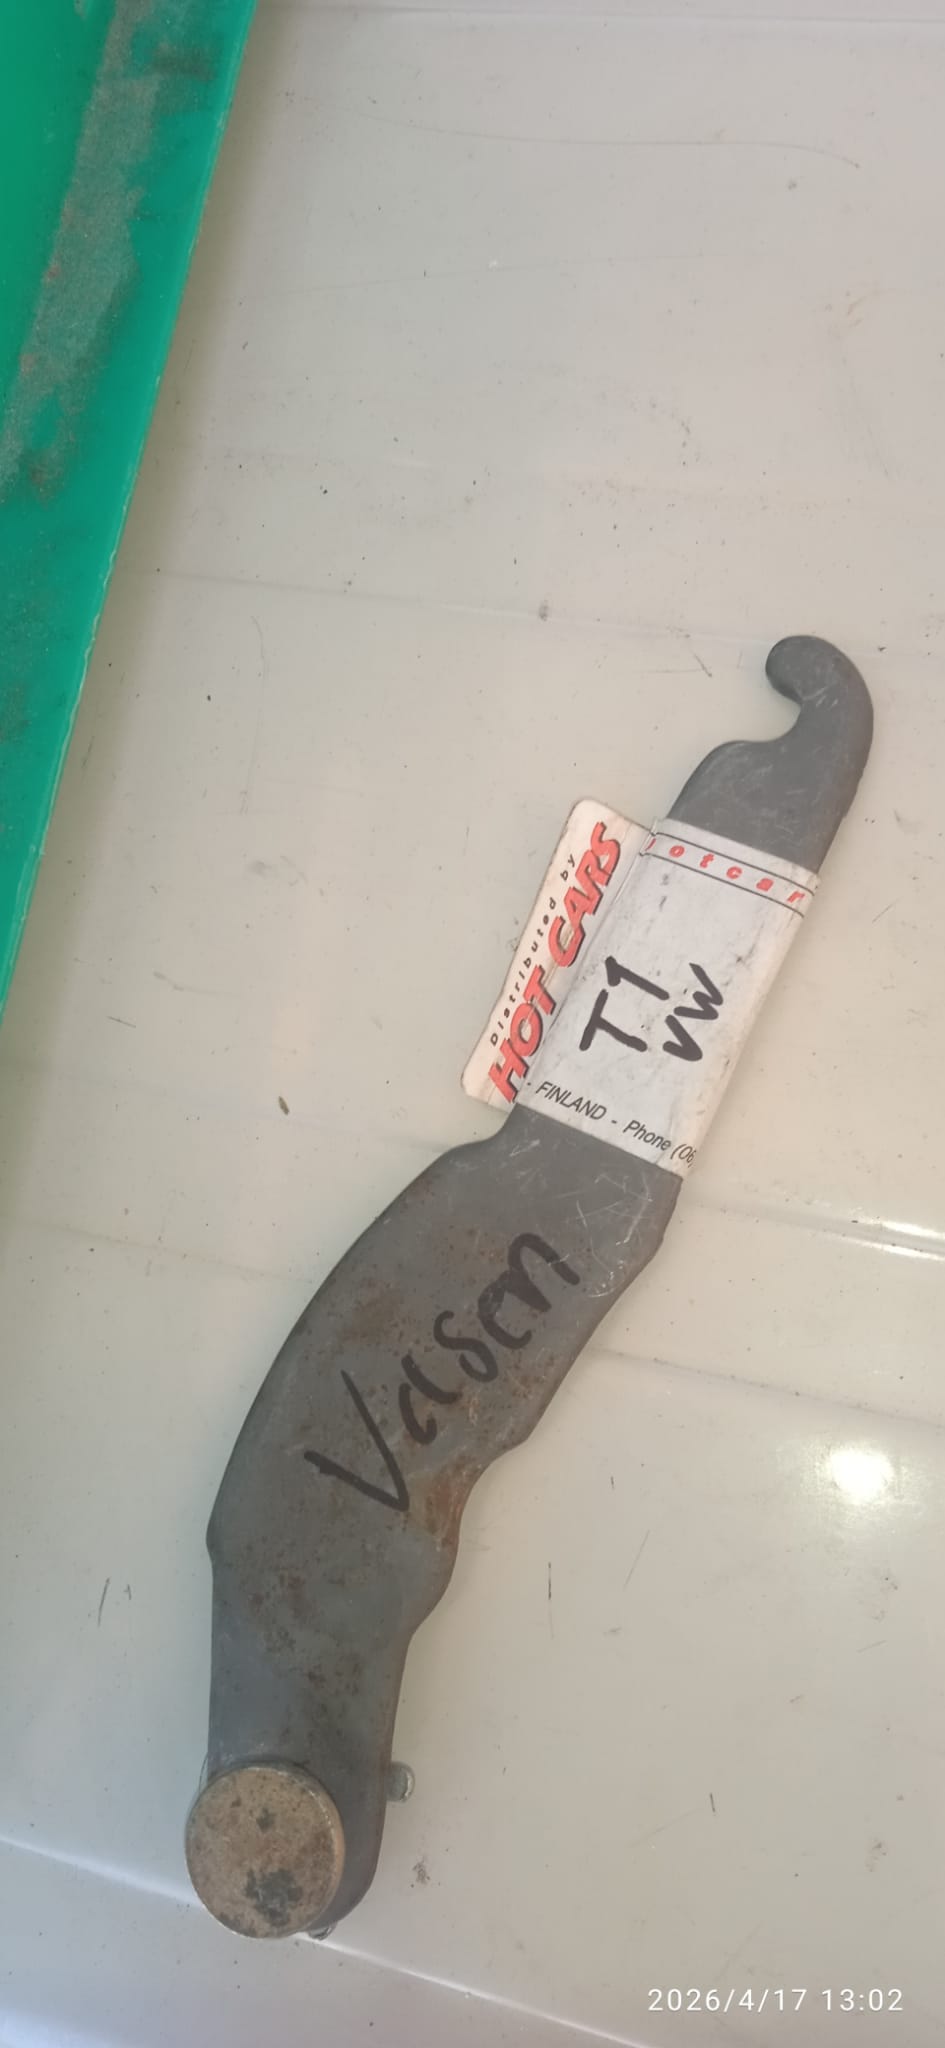 Distributed by
HOT CARS
otcar
T1
VW
- FINLAND - Phone (06
Vasen
2026/4/17 13:02